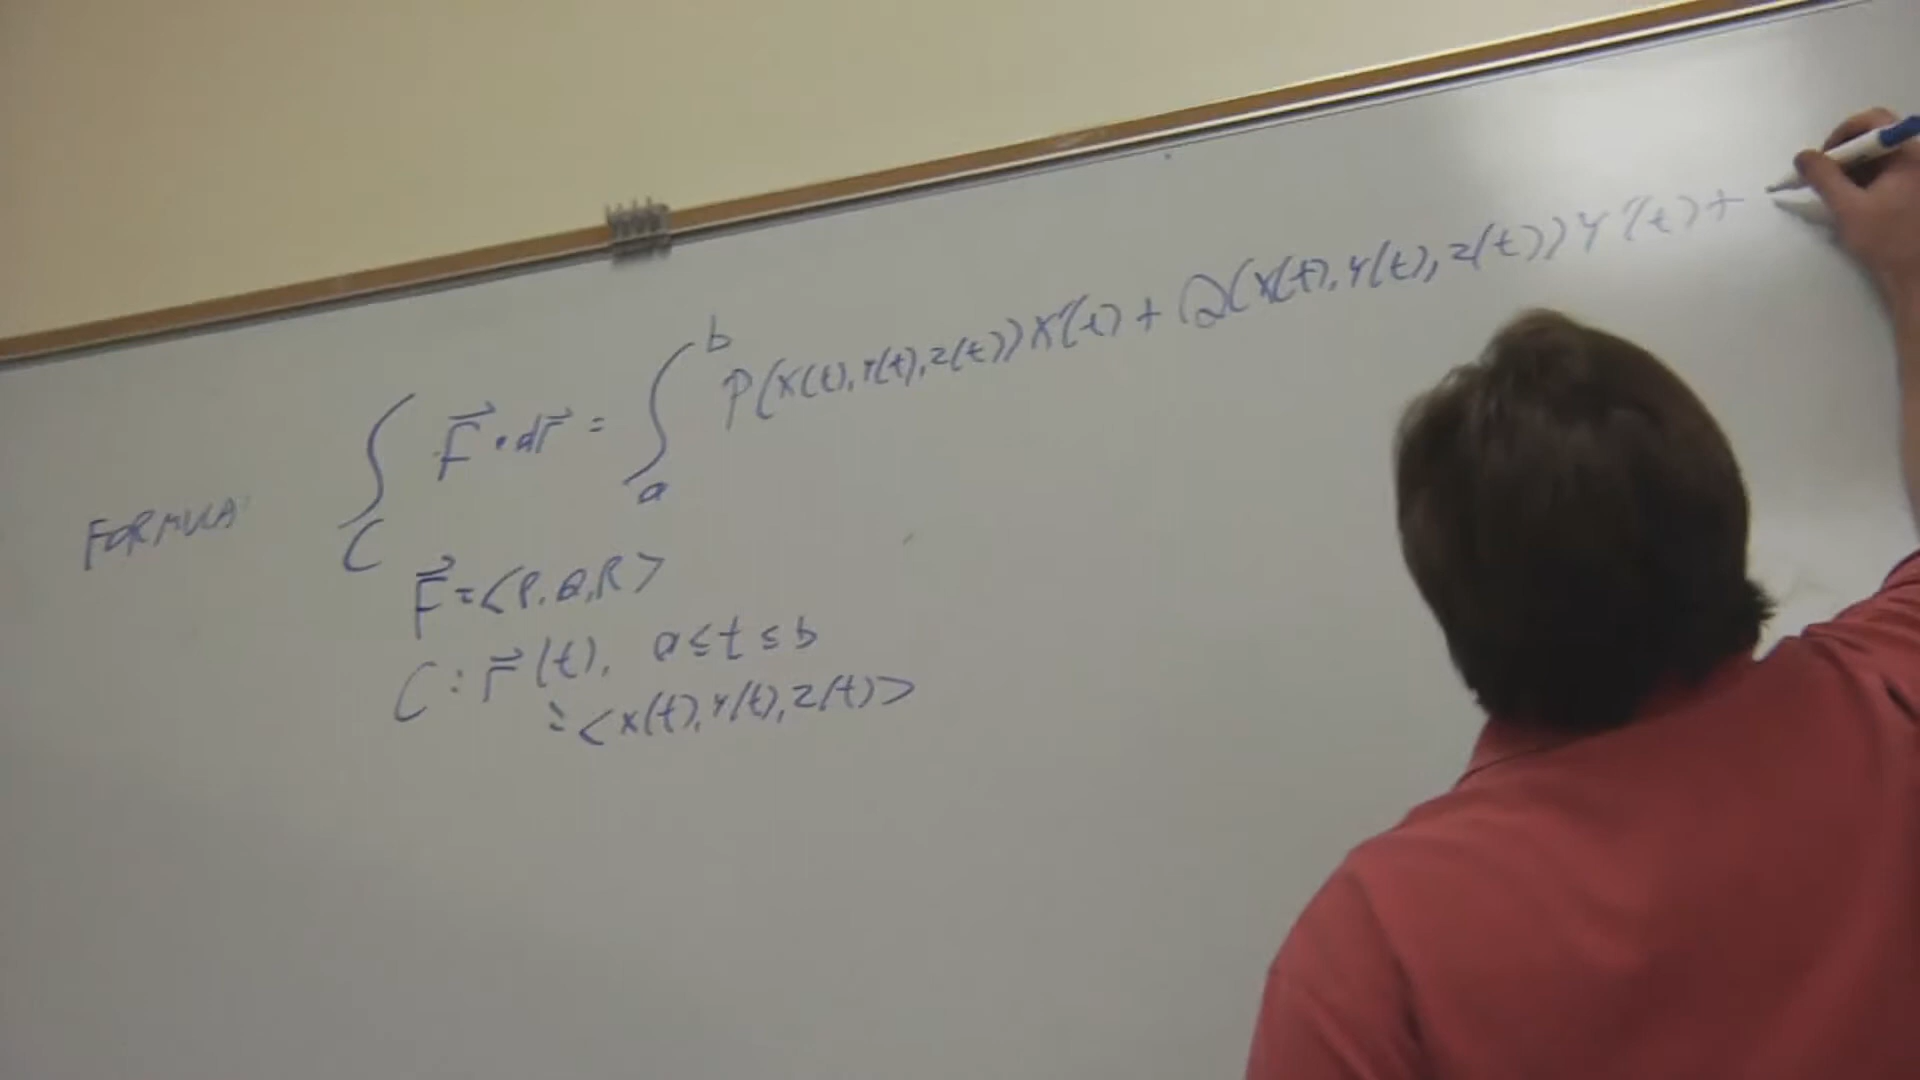 FORMULA: ∫_C F⃗ · dr⃗ = ∫_a^b P(x(t), y(t), z(t)) x'(t) + Q(x(t), y(t), z(t)) y'(t) +
F⃗ = <P, Q, R>
C: r⃗(t), a ≤ t ≤ b
= <x(t), y(t), z(t)>